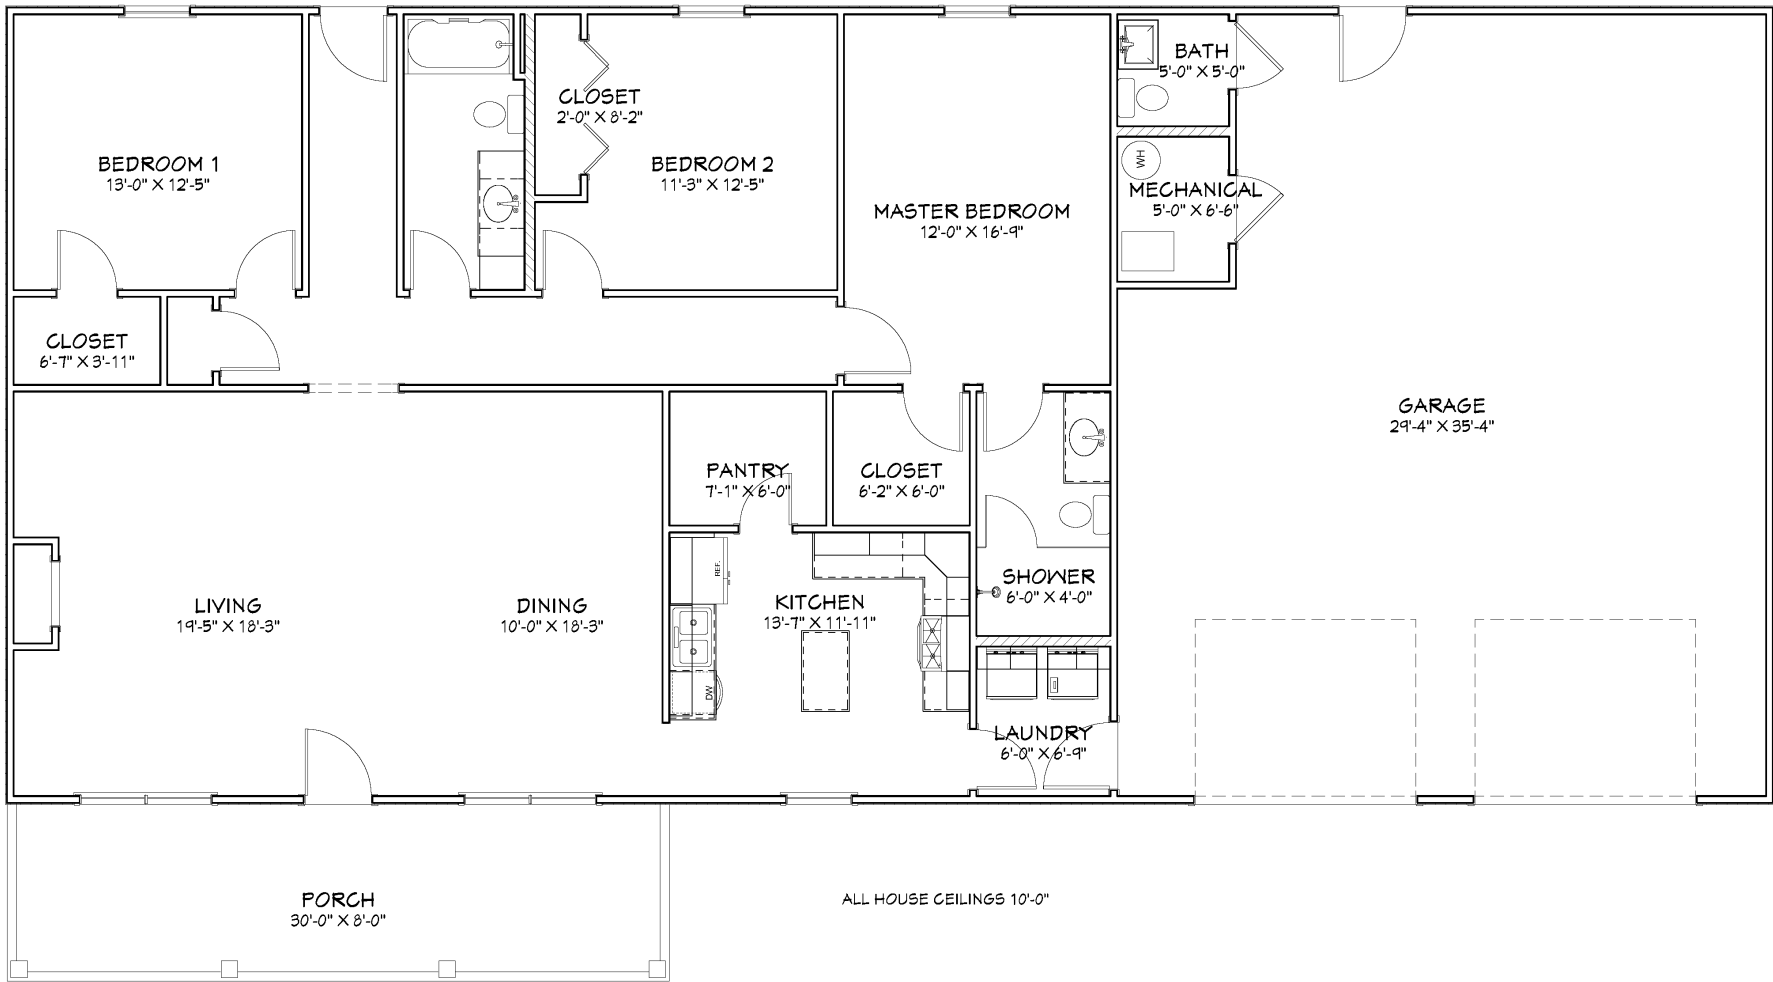 BATH
5'-0" X 5'-0"
CLOSET
2'-0" X 8'-2"
BEDROOM 1
13'-0" X 12'-5"
BEDROOM 2
11'-3" X 12'-5"
WH
MECHANICAL
5'-0" X 6'-6"
MASTER BEDROOM
12'-0" X 16'-9"
CLOSET
6'-7" X 3'-11"
GARAGE
29'-4" X 35'-4"
PANTRY
7'-1" X 6'-0"
CLOSET
6'-2" X 6'-0"
REF.
SHOWER
6'-0" X 4'-0"
LIVING
19'-5" X 18'-3"
DINING
10'-0" X 18'-3"
KITCHEN
13'-7" X 11'-11"
DW
LAUNDRY
6'-0" X 6'-9"
PORCH
30'-0" X 8'-0"
ALL HOUSE CEILINGS 10'-0"